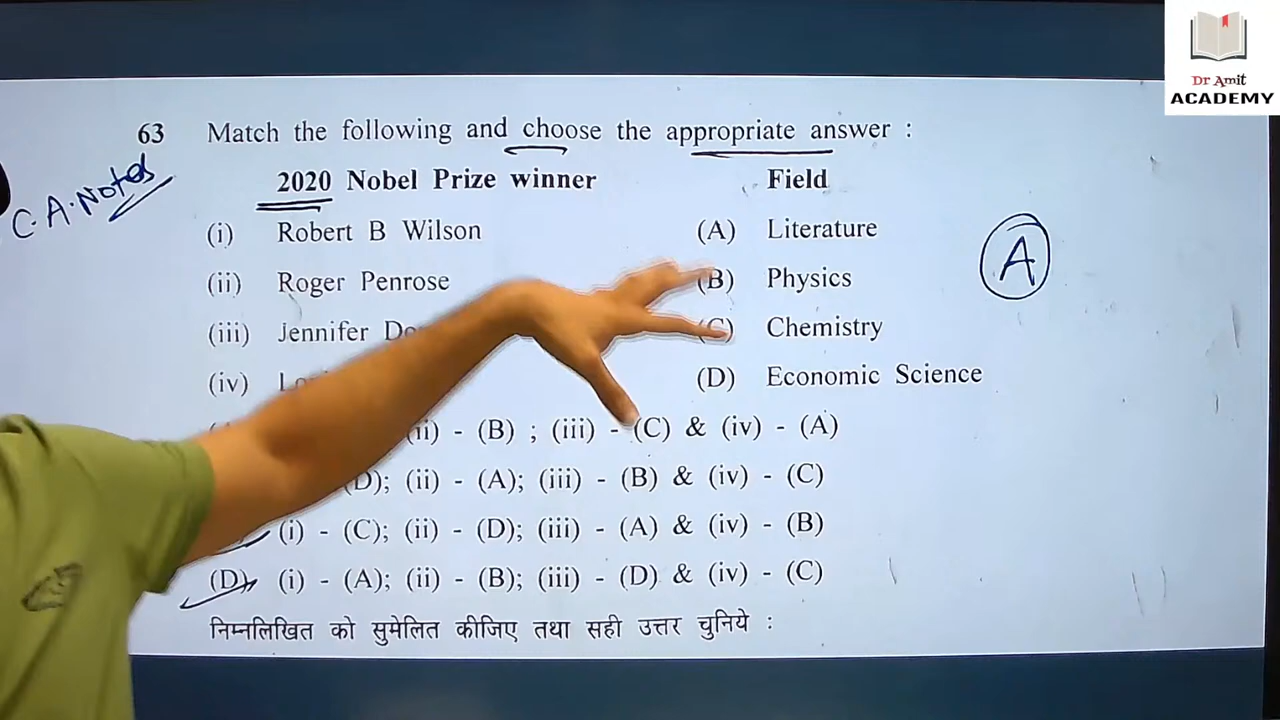 Dr Amit
ACADEMY
63 Match the following and choose the appropriate answer :
C.A.Notes
2020 Nobel Prize winner Field
(i) Robert B Wilson (A) Literature
(ii) Roger Penrose (B) Physics
A
(iii) Jennifer (C) Chemistry
(iv) (D) Economic Science
(ii) - (B) ; (iii) - (C) & (iv) - (A)
(D); (ii) - (A); (iii) - (B) & (iv) - (C)
(i) - (C); (ii) - (D); (iii) - (A) & (iv) - (B)
(D) (i) - (A); (ii) - (B); (iii) - (D) & (iv) - (C)
निम्नलिखित को सुमेलित कीजिए तथा सही उत्तर चुनिये :